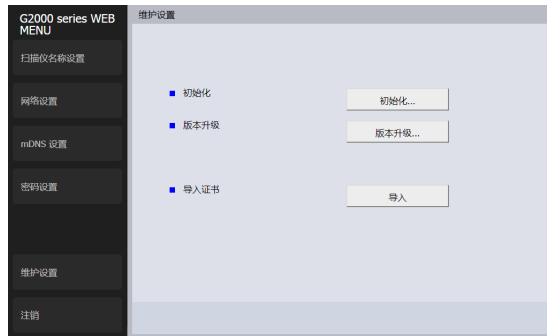 G2000 series WEB
MENU
扫描仪名称设置
网络设置
mDNS 设置
密码设置
维护设置
注销
维护设置
初始化
初始化...
版本升级
版本升级...
导入证书
导入